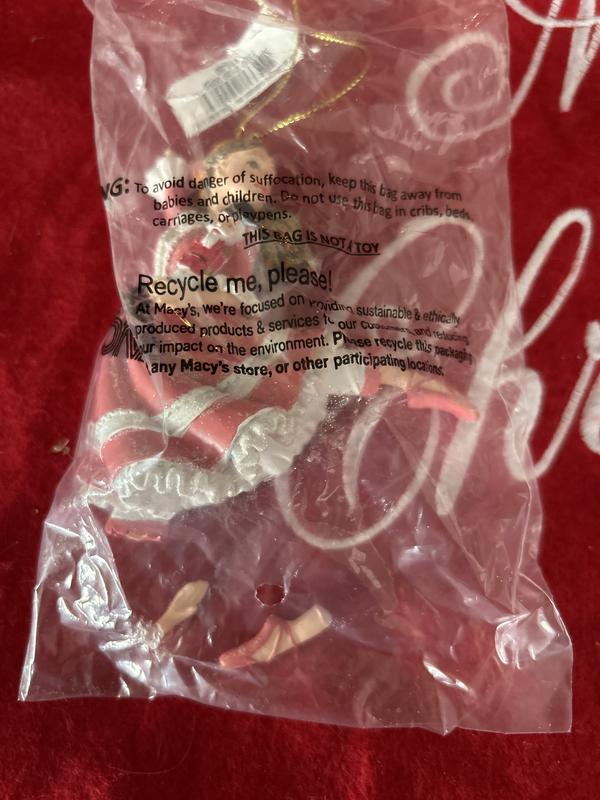 NG: To avoid danger of suffocation, keep this bag away from
babies and children. Do not use this bag in cribs, beds,
carriages, or playpens.
THIS BAG IS NOT A TOY
Recycle me, please!
At Macy's, we're focused on providing sustainable & ethically
produced products & services to our customers, and reducing
our impact on the environment. Please recycle this packaging
any Macy's store, or other participating locations.